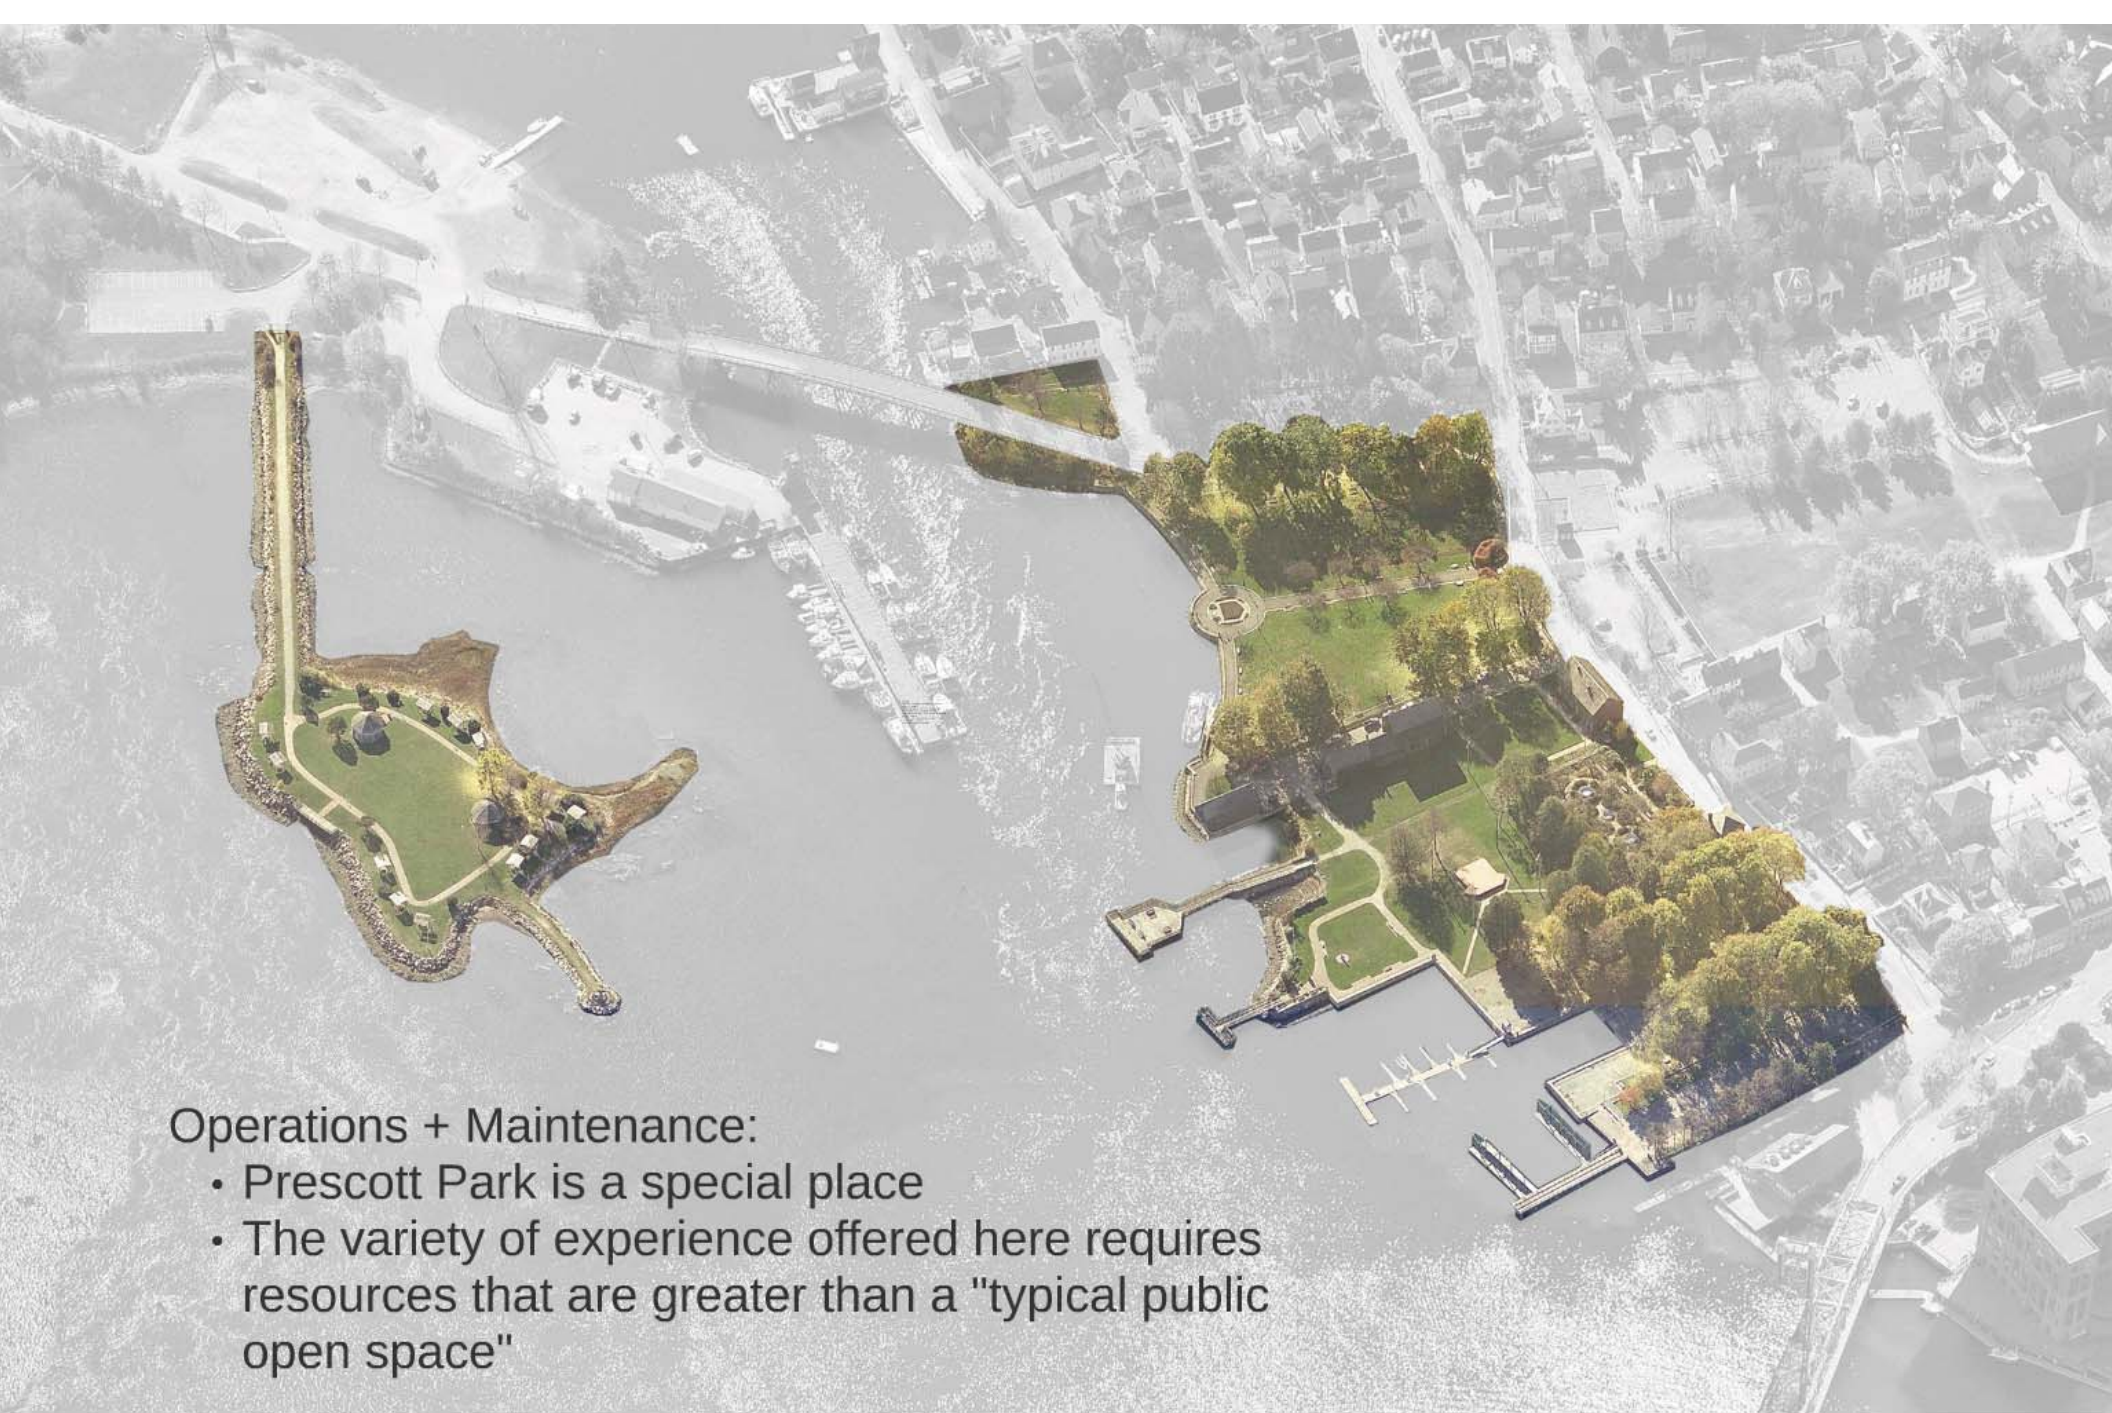 Operations + Maintenance:
• Prescott Park is a special place
• The variety of experience offered here requires
resources that are greater than a "typical public
open space"